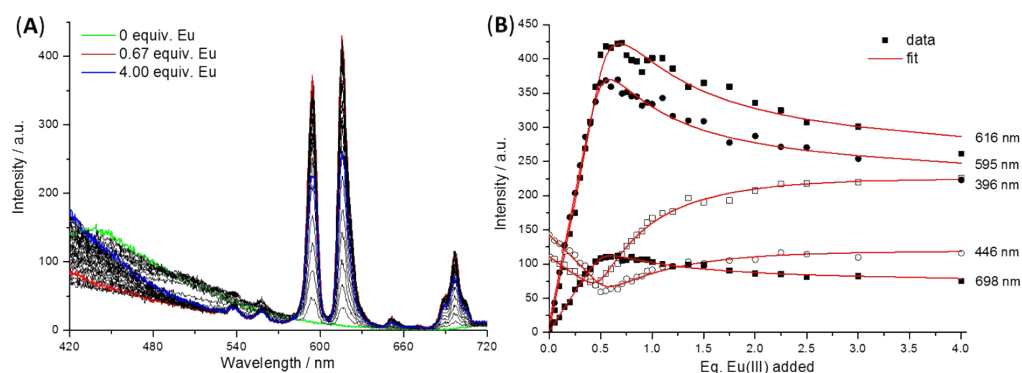 (A)
0 equiv. Eu
0.67 equiv. Eu
4.00 equiv. Eu
Intensity / a.u.
400
300
200
100
0
420
480
540
600
660
720
Wavelength / nm
(B)
data
fit
Intensity / a.u.
450
400
350
300
250
200
150
100
50
0
616 nm
595 nm
396 nm
446 nm
698 nm
0.0
0.5
1.0
1.5
2.0
2.5
3.0
3.5
4.0
Eq. Eu(III) added